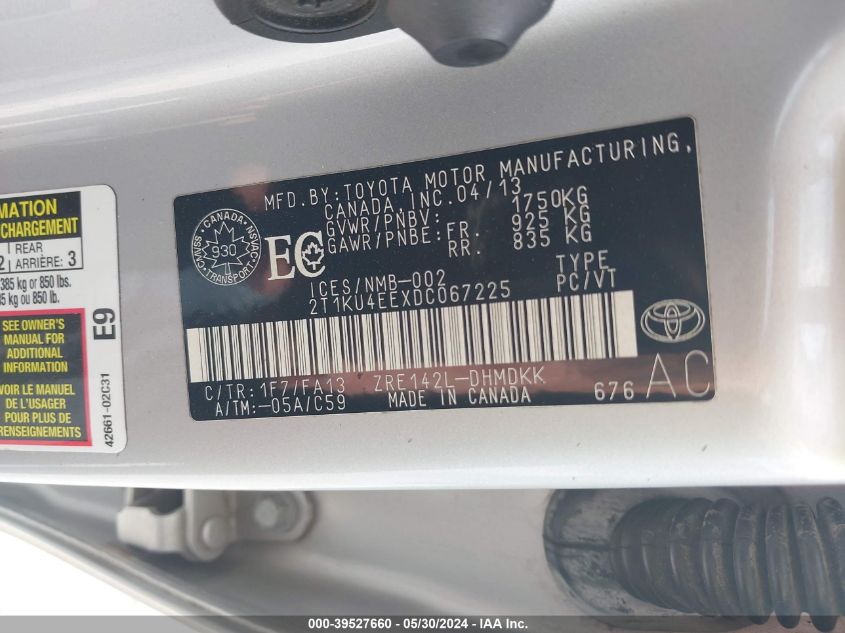 MATION
CHARGEMENT
2 | REAR ARRIÈRE: 3
385 kg or 850 lbs.
5 kg ou 850 lb.
SEE OWNER'S
MANUAL FOR
ADDITIONAL
INFORMATION
VOIR LE MANUEL
DE L'USAGER
POUR PLUS DE
RENSEIGNEMENTS
E9
42661-02C31
MFD.BY:TOYOTA MOTOR MANUFACTURING,
CANADA, INC.04/13
GVWR/PNBV: 1750KG
GAWR/PNBE:FR: 925 KG
RR: 835 KG
CANADA
CMVSS 930 NSVAC
TRANSPORT
EC
ICES/NMB-002 TYPE
2T1KU4EEXDC067225 PC/VT
C/TR:1F7/FA13 ZRE142L-DHMDKK
A/TM:-05A/C59 MADE IN CANADA 676 AC
000-39527660 - 05/30/2024 - IAA Inc.